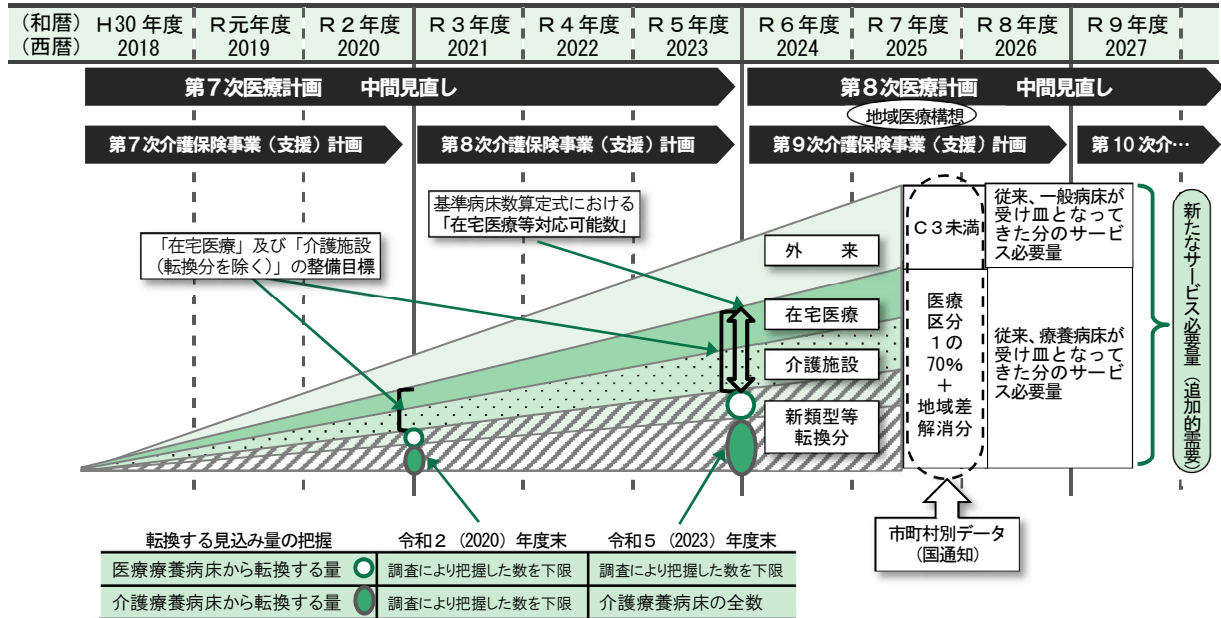 (和暦) H30年度 R元年度 R2年度 R3年度 R4年度 R5年度 R6年度 R7年度 R8年度 R9年度
(西暦) 2018 2019 2020 2021 2022 2023 2024 2025 2026 2027
第7次医療計画 中間見直し
第8次医療計画 中間見直し
地域医療構想
第7次介護保険事業(支援)計画
第8次介護保険事業(支援)計画
第9次介護保険事業(支援)計画
第10次介…
基準病床数算定式における
「在宅医療等対応可能数」
「在宅医療」及び「介護施設
(転換分を除く)」の整備目標
外 来
在宅医療
介護施設
新類型等
転換分
C3未満
医療
区分
1の
70%
+
地域差
解消分
従来、一般病床が
受け皿となって
きた分のサービ
ス必要量
従来、療養病床が
受け皿となって
きた分のサービ
ス必要量
新たなサービス必要量(追加的需要)
市町村別データ
(国通知)
転換する見込み量の把握 令和2(2020)年度末 令和5(2023)年度末
医療療養病床から転換する量 調査により把握した数を下限 調査により把握した数を下限
介護療養病床から転換する量 調査により把握した数を下限 介護療養病床の全数